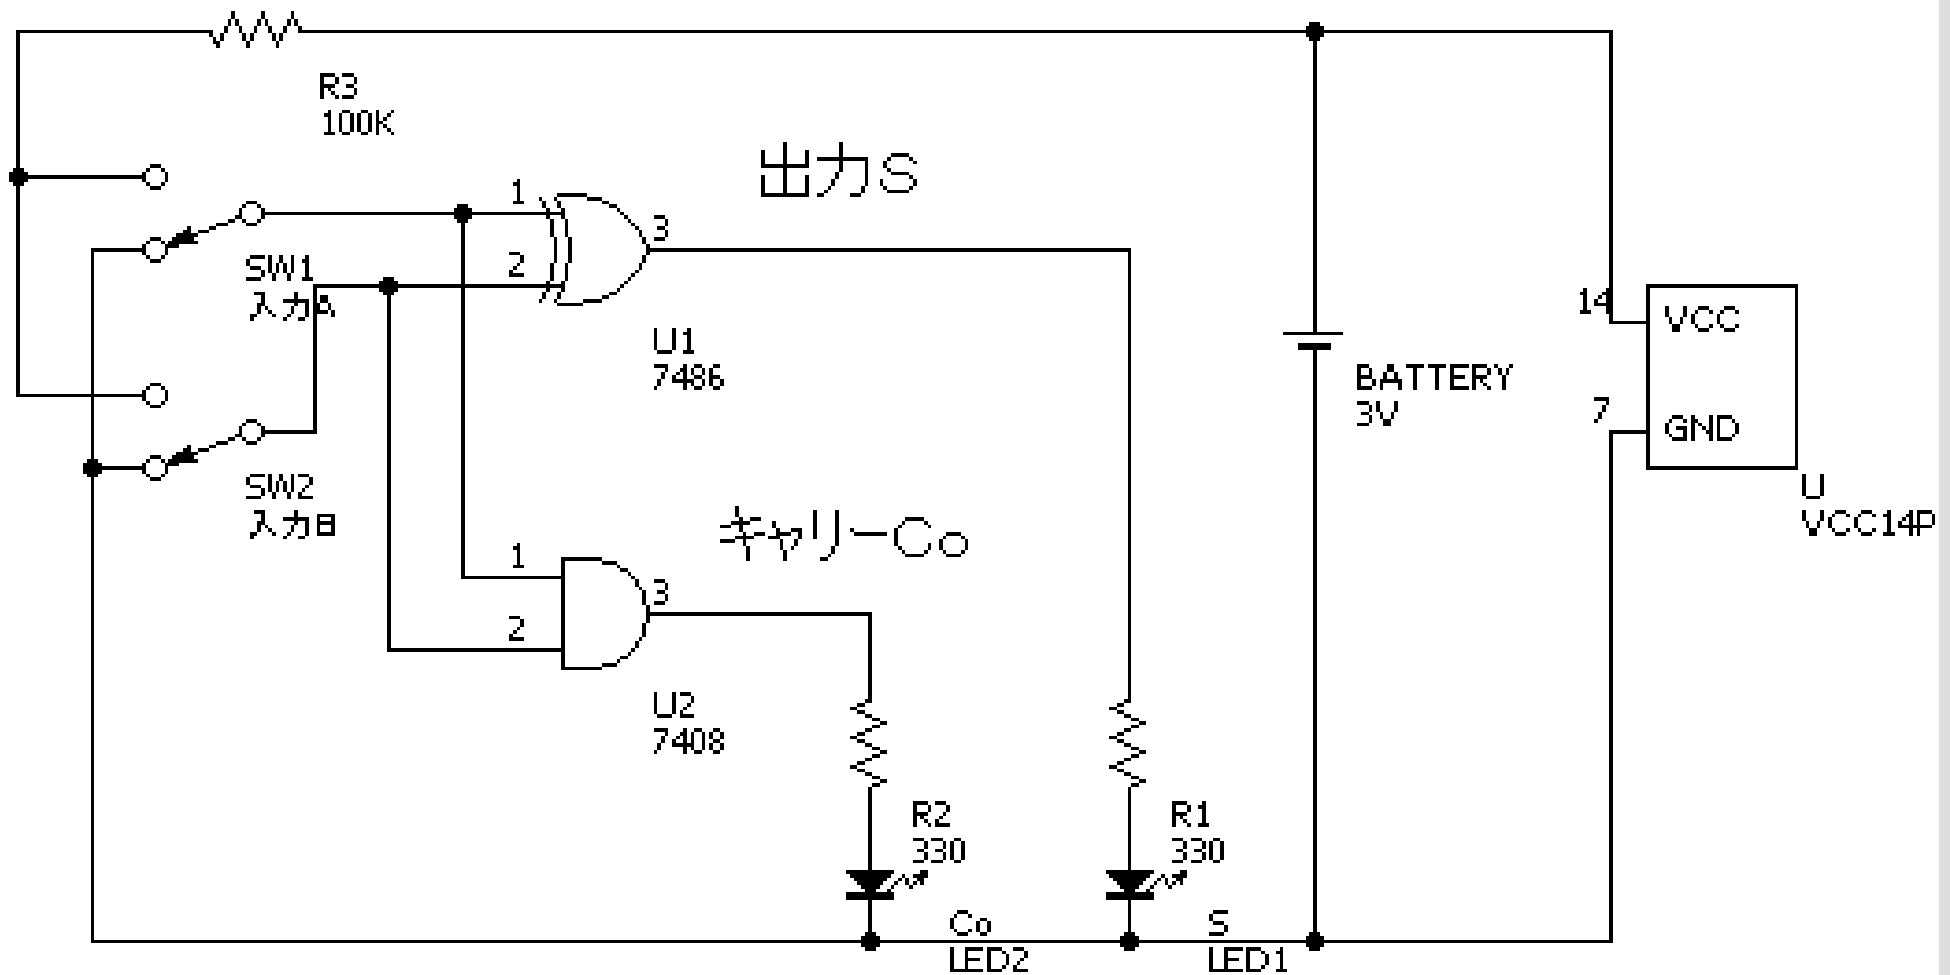 R3
100K
出力S
1
2
3
SW1
入力A
U1
7486
14
VCC
BATTERY
3V
7
GND
U
VCC14P
SW2
入力B
キャリーCo
1
2
3
U2
7408
R2
330
R1
330
Co
LED2
S
LED1